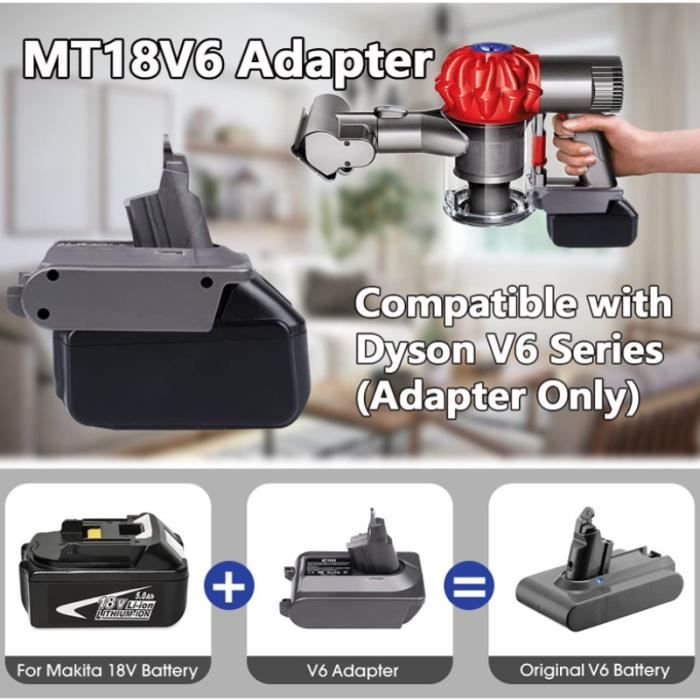 MT18V6 Adapter
Compatible with
Dyson V6 Series
(Adapter Only)
5.0Ah
18V Li-ion
LITHIUM-ION
For Makita 18V Battery
V6 Adapter
Original V6 Battery